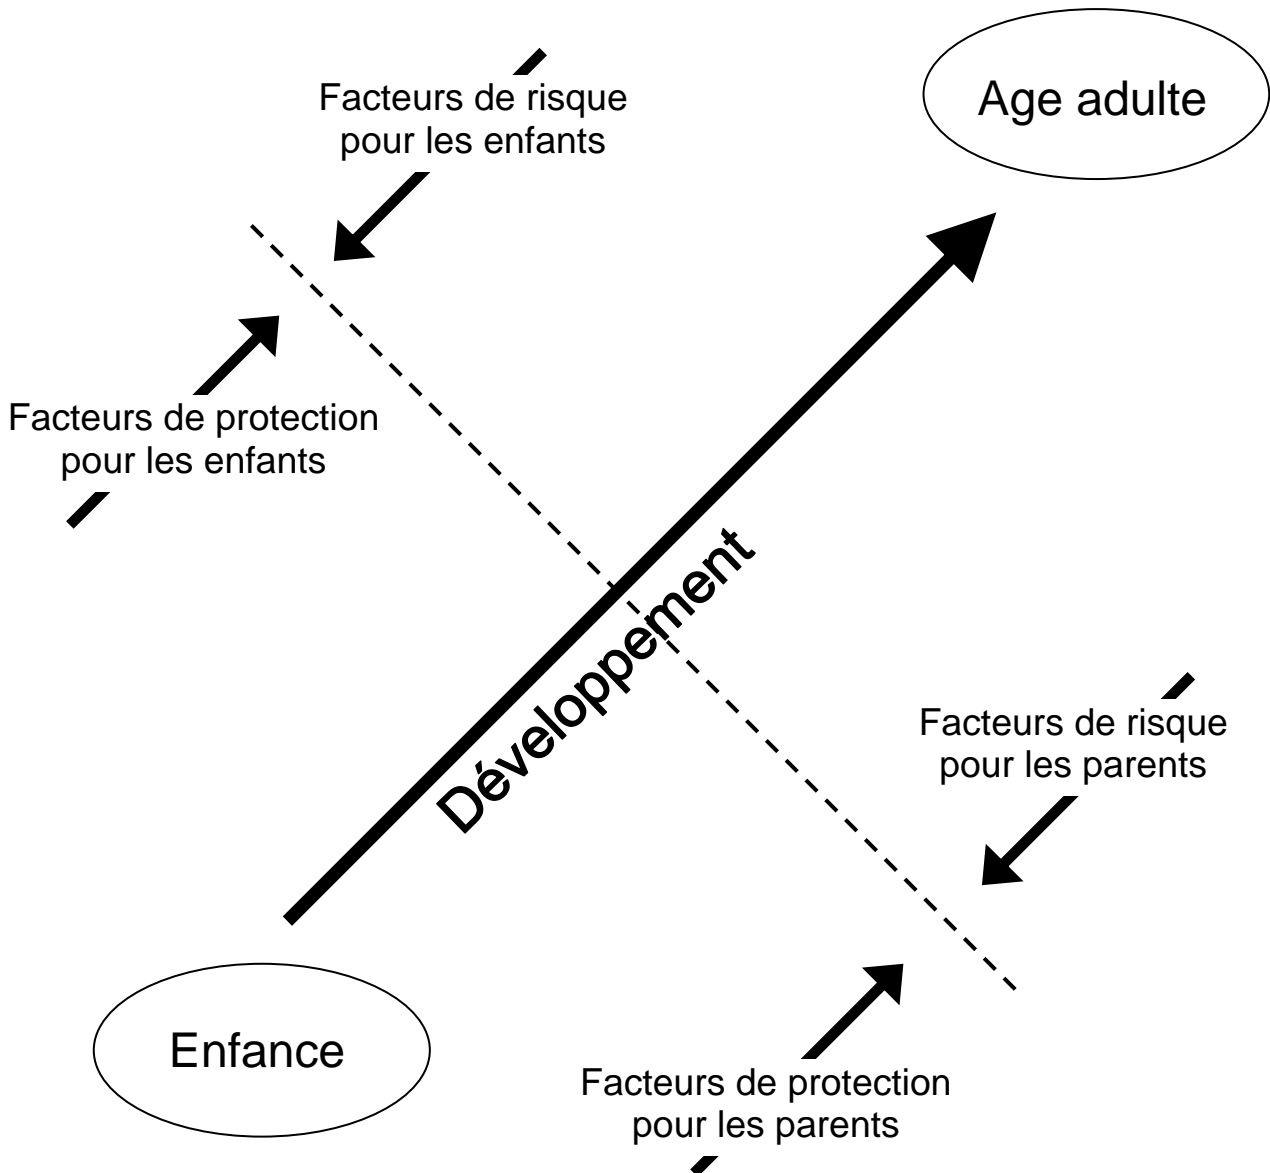 Facteurs de risque
pour les enfants
Age adulte
Facteurs de protection
pour les enfants
Développement
Facteurs de risque
pour les parents
Enfance
Facteurs de protection
pour les parents